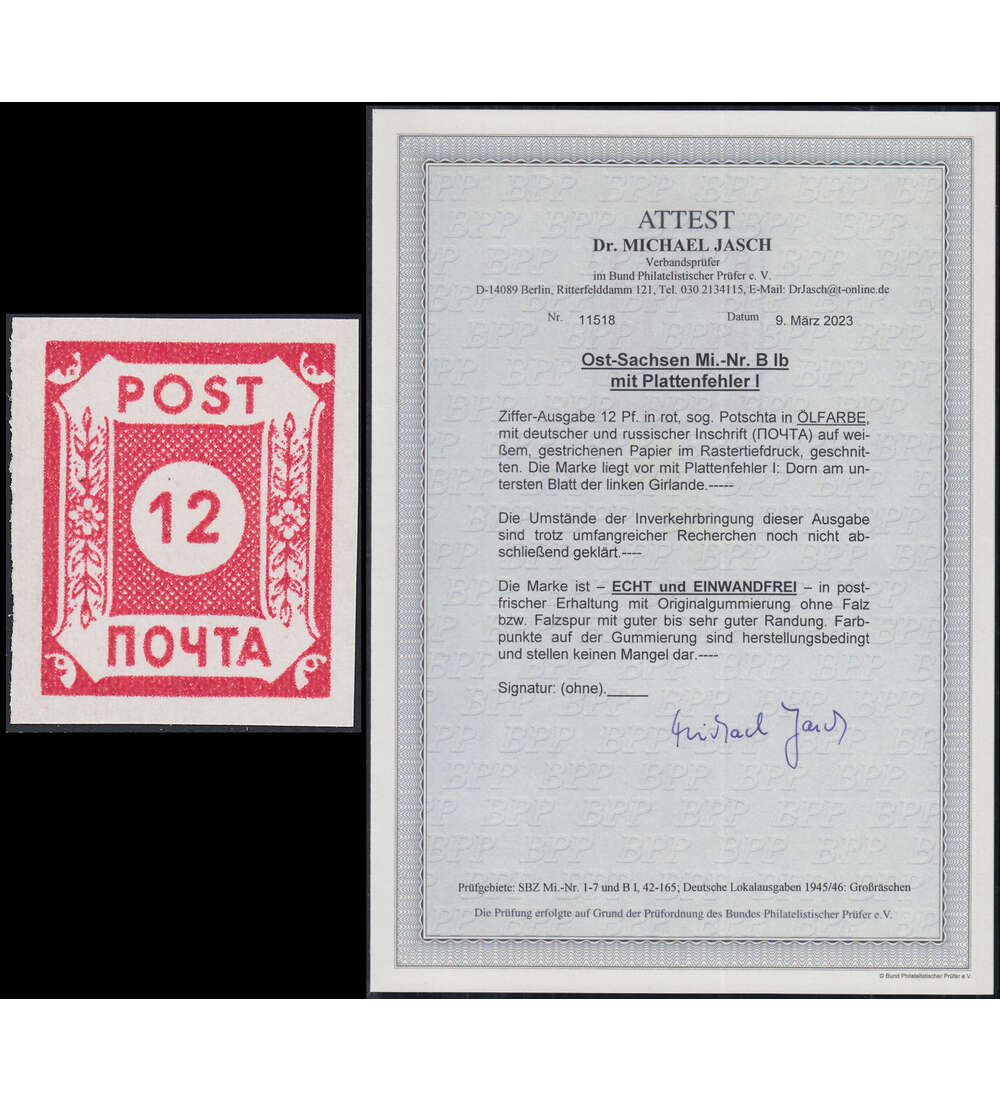 POST
12
ПОЧТА
ATTEST
Dr. MICHAEL JASCH
Verbandsprüfer
im Bund Philatelistischer Prüfer e. V.
D-14089 Berlin, Ritterfelddamm 121, Tel. 030 2134115, E-Mail: DrJasch@t-online.de
Nr. 11518 Datum 9. März 2023
Ost-Sachsen Mi.-Nr. B Ib
mit Plattenfehler I
Ziffer-Ausgabe 12 Pf. in rot, sog. Potschta in ÖLFARBE,
mit deutscher und russischer Inschrift (ПОЧТА) auf wei-
ßem, gestrichenen Papier im Rastertiefdruck, geschnit-
ten. Die Marke liegt vor mit Plattenfehler I: Dorn am un-
tersten Blatt der linken Girlande.-----
Die Umstände der Inverkehrbringung dieser Ausgabe
sind trotz umfangreicher Recherchen noch nicht ab-
schließend geklärt.----
Die Marke ist – ECHT und EINWANDFREI – in post-
frischer Erhaltung mit Originalgummierung ohne Falz
bzw. Falzspur mit guter bis sehr guter Randung. Farb-
punkte auf der Gummierung sind herstellungsbedingt
und stellen keinen Mangel dar.----
Signatur: (ohne)._____
Michael Jasch
Prüfgebiete: SBZ Mi.-Nr. 1-7 und B I, 42-165; Deutsche Lokalausgaben 1945/46: Großräschen
Die Prüfung erfolgte auf Grund der Prüfordnung des Bundes Philatelistischer Prüfer e.V.
© Bund Philatelistischer Prüfer e.V.